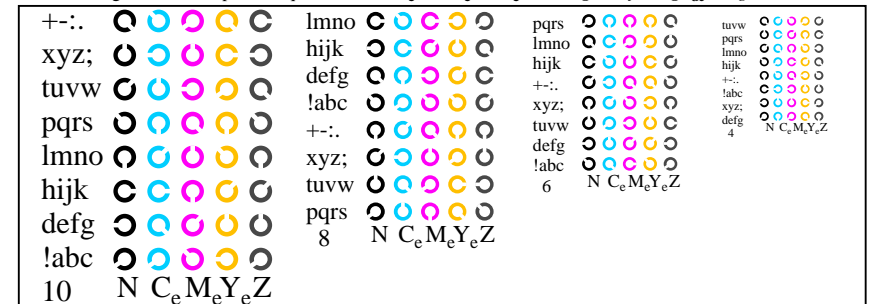 +-:.
xyz;
tuvw
pqrs
lmno
hijk
defg
!abc
10 N CeMeYeZ
lmno
hijk
defg
!abc
+-:.
xyz;
tuvw
pqrs
8 N CeMeYeZ
pqrs
lmno
hijk
+-:.
xyz;
tuvw
defg
!abc
6 N CeMeYeZ
tuvw
pqrs
lmno
hijk
+-:.
!abc
xyz;
defg
4 N CeMeYeZ